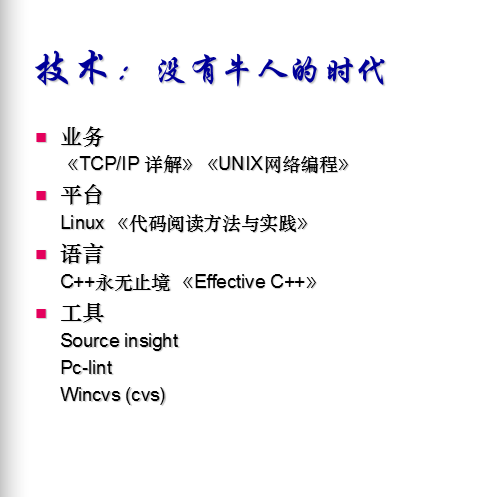 技术：没有牛人的时代
业务
《TCP/IP 详解》《UNIX网络编程》
平台
Linux 《代码阅读方法与实践》
语言
C++永无止境 《Effective C++》
工具
Source insight
Pc-lint
Wincvs (cvs)